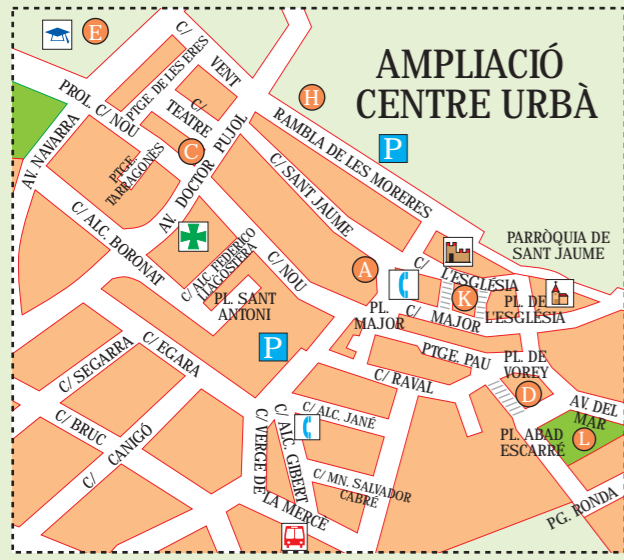 AMPLIACIÓ
CENTRE URBÀ
E
C/ VENT
PTGE. DE LES ERES
PROL. C/ NOU
C/ TEATRE
H
RAMBLA DE LES MORERES
P
AV. NAVARRA
PTGE.
TARRAGONÈS
C
AV. DOCTOR PUJOL
C/ SANT JAUME
C/ ALC. BORONAT
C/ ALC. FEDERICO
LLAGOSTERA
C/ NOU
A
PARRÒQUIA DE
SANT JAUME
C/ L'ESGLÉSIA
K
PL. DE
L'ESGLÉSIA
PL. SANT
ANTONI
PL.
MAJOR
C/ MAJOR
P
PTGE. PAU
PL. DE
VOREY
C/ SEGARRA
C/ EGARA
C/ RAVAL
D
AV. DEL
MAR
C/ BRUC
C/ CANIGÓ
C/ VERGE DE
LA MERCÈ
C/ ALC. GIBERT
C/ ALC. JANÉ
PL. ABAD
ESCARRÉ
L
C/ MN. SALVADOR
CABRÉ
PG. RONDA